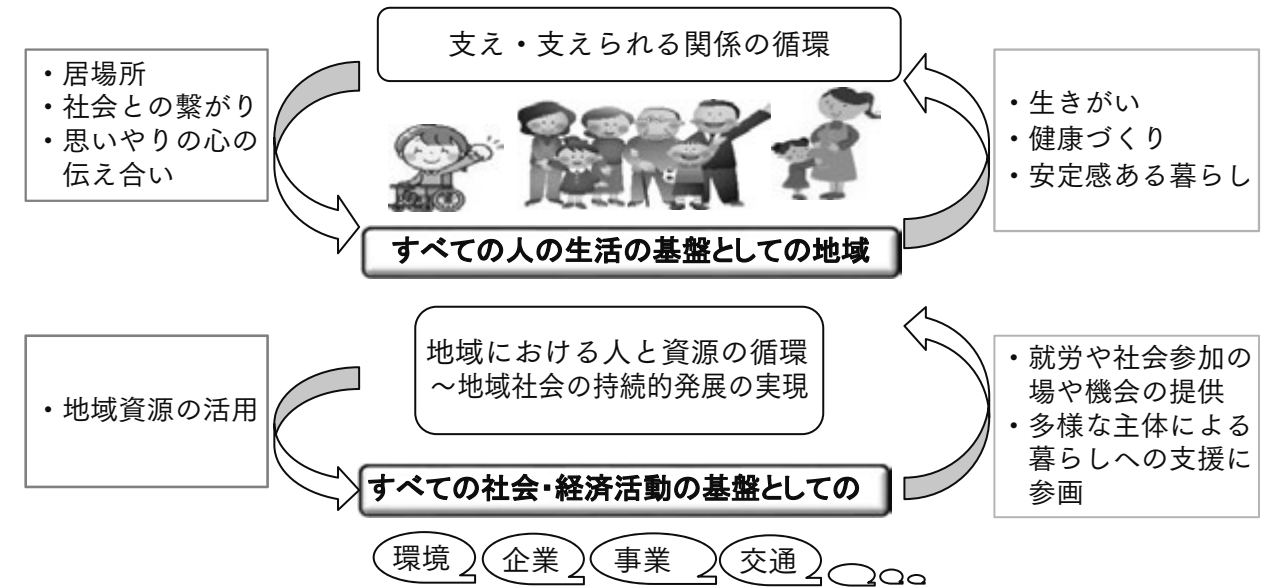 支え・支えられる関係の循環
・居場所
・社会との繋がり
・思いやりの心の
伝え合い
・生きがい
・健康づくり
・安定感ある暮らし
すべての人の生活の基盤としての地域
地域における人と資源の循環
～地域社会の持続的発展の実現
・地域資源の活用
・就労や社会参加の
場や機会の提供
・多様な主体による
暮らしへの支援に
参画
すべての社会・経済活動の基盤としての
環境
企業
事業
交通